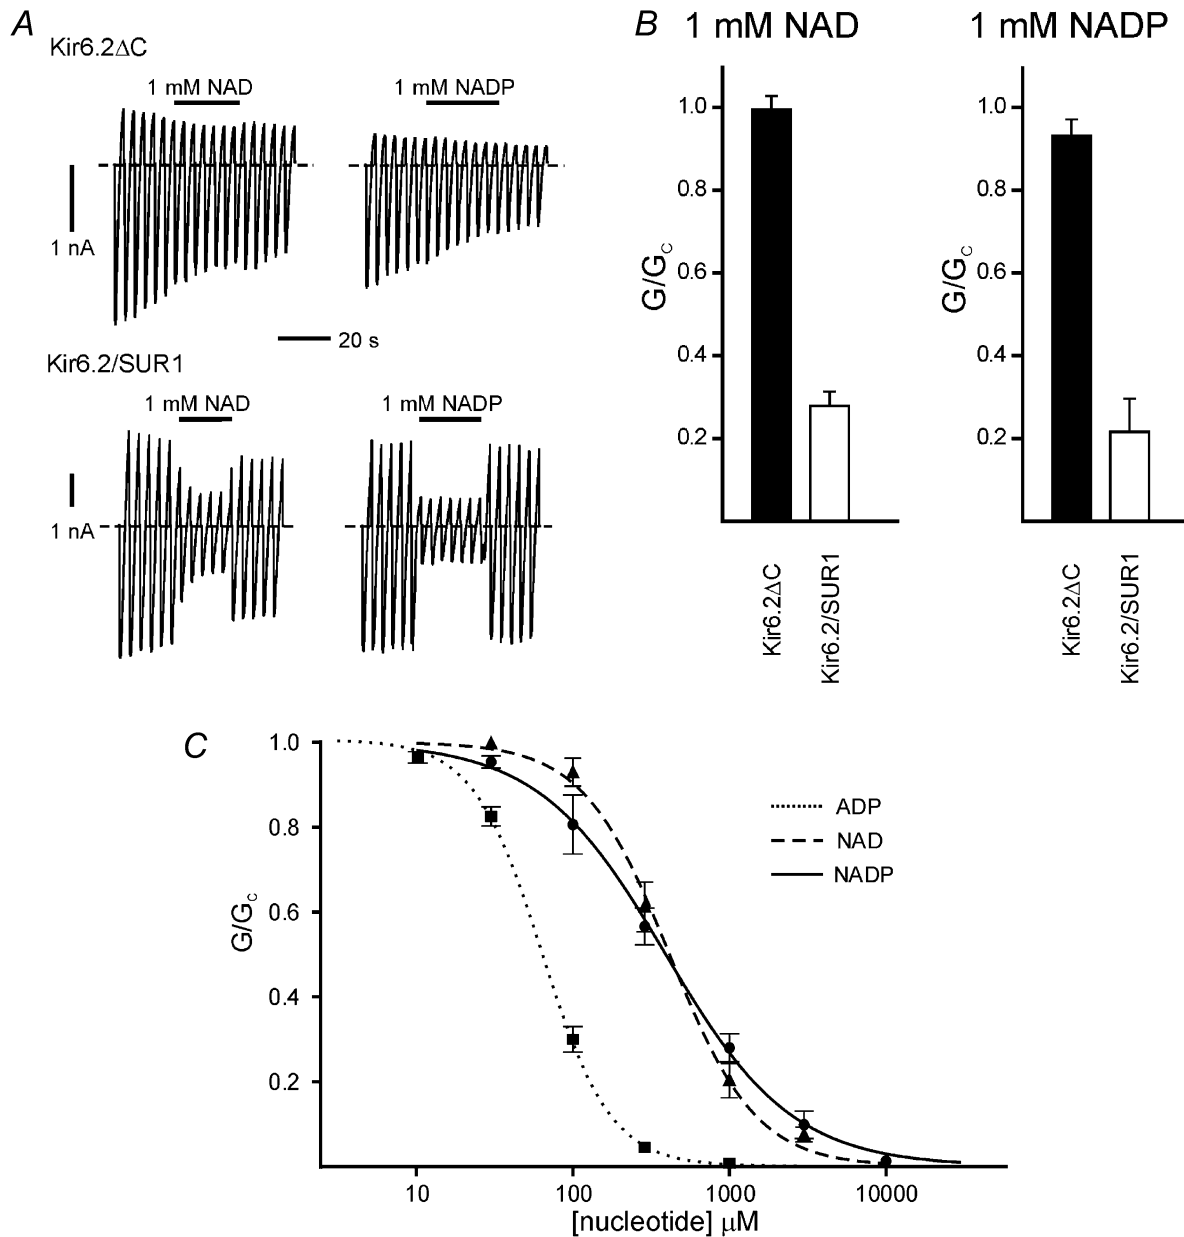 A
Kir6.2ΔC
1 mM NAD
1 mM NADP
1 nA
20 s
Kir6.2/SUR1
1 mM NAD
1 mM NADP
1 nA
B
1 mM NAD
1.0
0.8
0.6
0.4
0.2
G/Gc
Kir6.2ΔC
Kir6.2/SUR1
1 mM NADP
1.0
0.8
0.6
0.4
0.2
G/Gc
Kir6.2ΔC
Kir6.2/SUR1
C
1.0
0.8
0.6
0.4
0.2
G/Gc
ADP
NAD
NADP
10 100 1000 10000
[nucleotide] μM